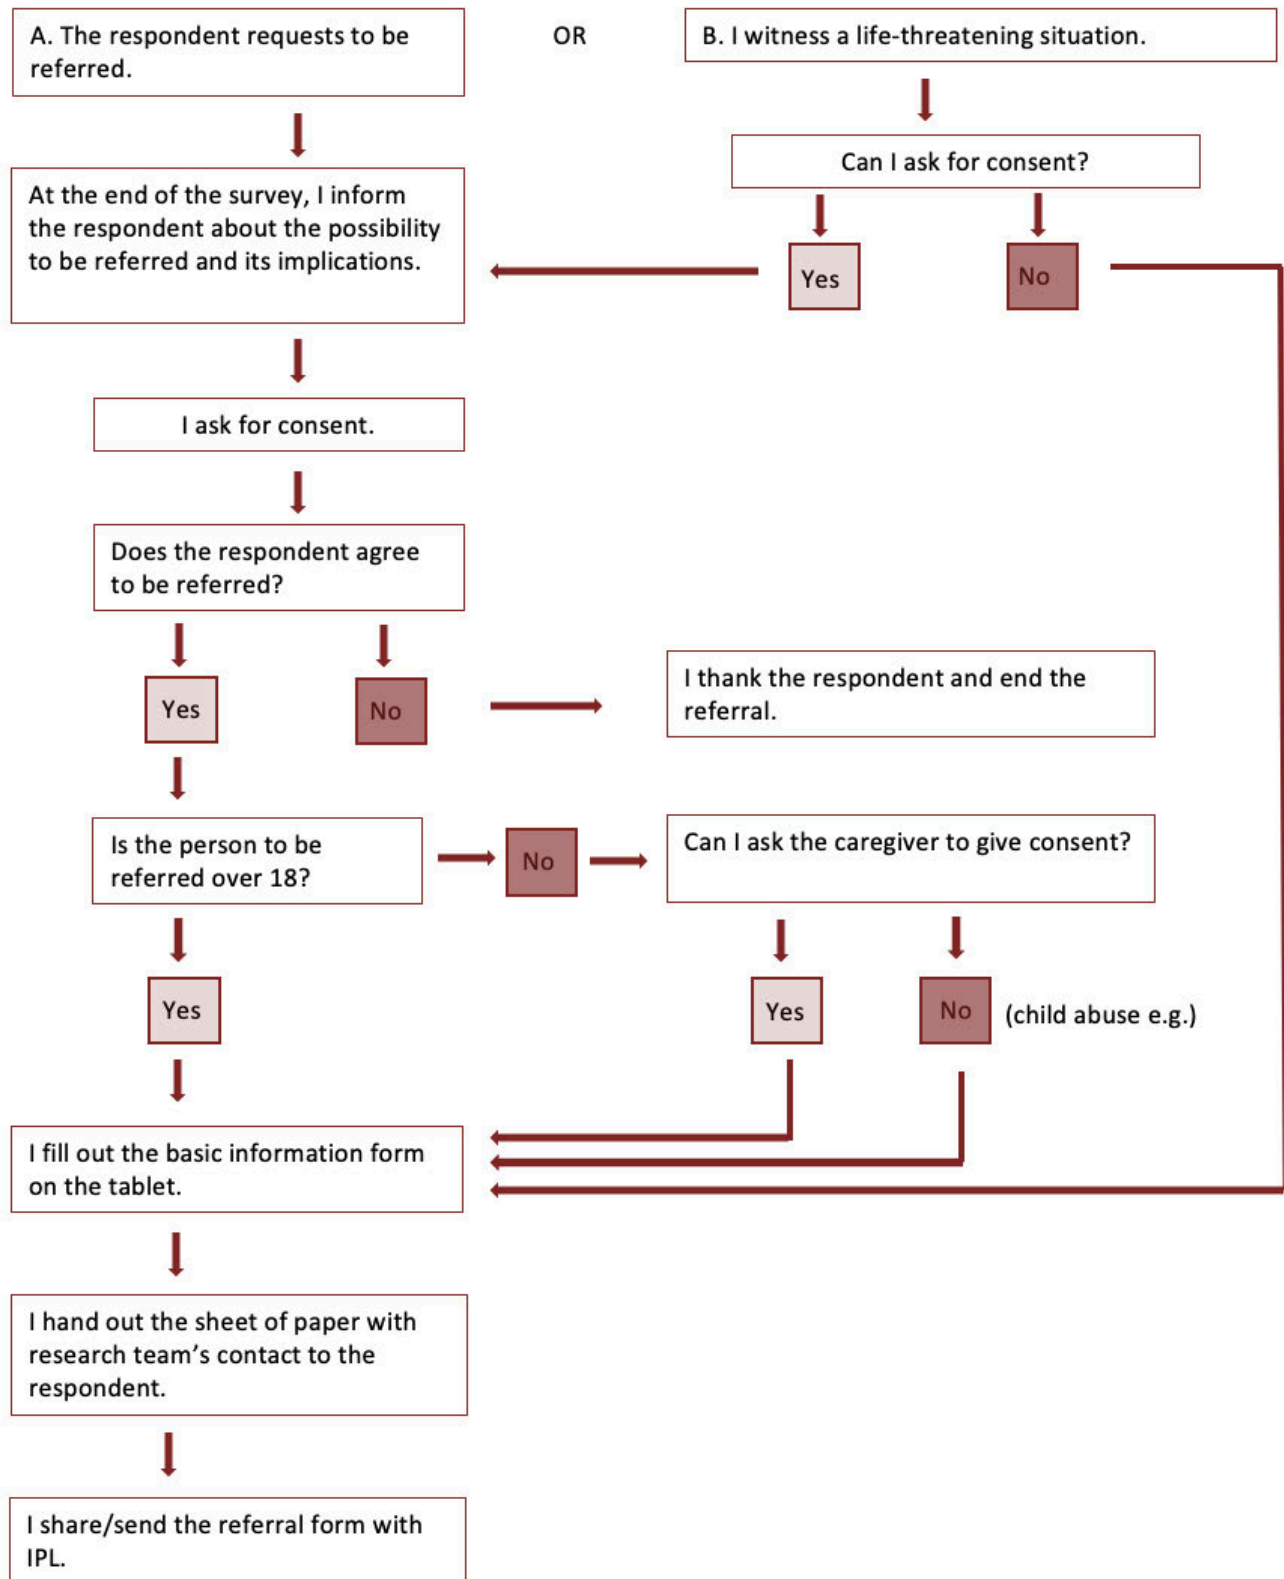 A. The respondent requests to be
referred.
OR
B. I witness a life-threatening situation.
Can I ask for consent?
At the end of the survey, I inform
the respondent about the possibility
to be referred and its implications.
Yes
No
I ask for consent.
Does the respondent agree
to be referred?
Yes
No
I thank the respondent and end the
referral.
Is the person to be
referred over 18?
No
Can I ask the caregiver to give consent?
Yes
Yes
No
(child abuse e.g.)
I fill out the basic information form
on the tablet.
I hand out the sheet of paper with
research team's contact to the
respondent.
I share/send the referral form with
IPL.